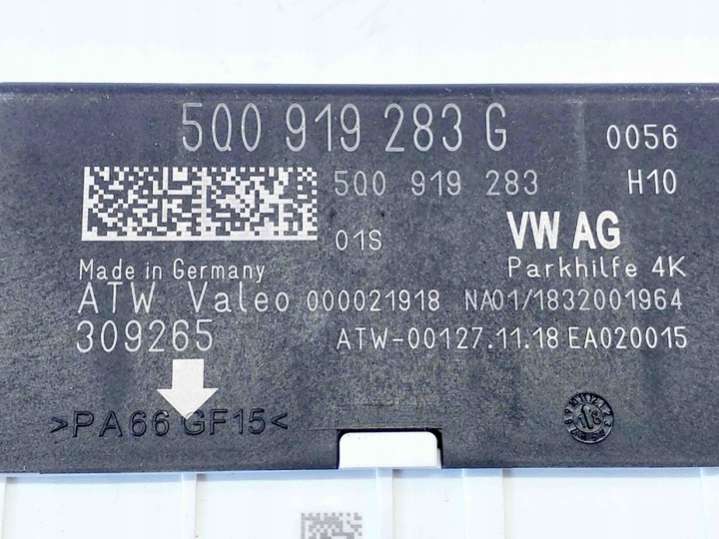 5Q0 919 283 G 0056
5Q0 919 283 H10
01S VW AG
Made in Germany Parkhilfe 4K
ATW Valeo 000021918 NA01/1832001964
309265 ATW-00127.11.18 EA020015
>PA66 GF15<
18